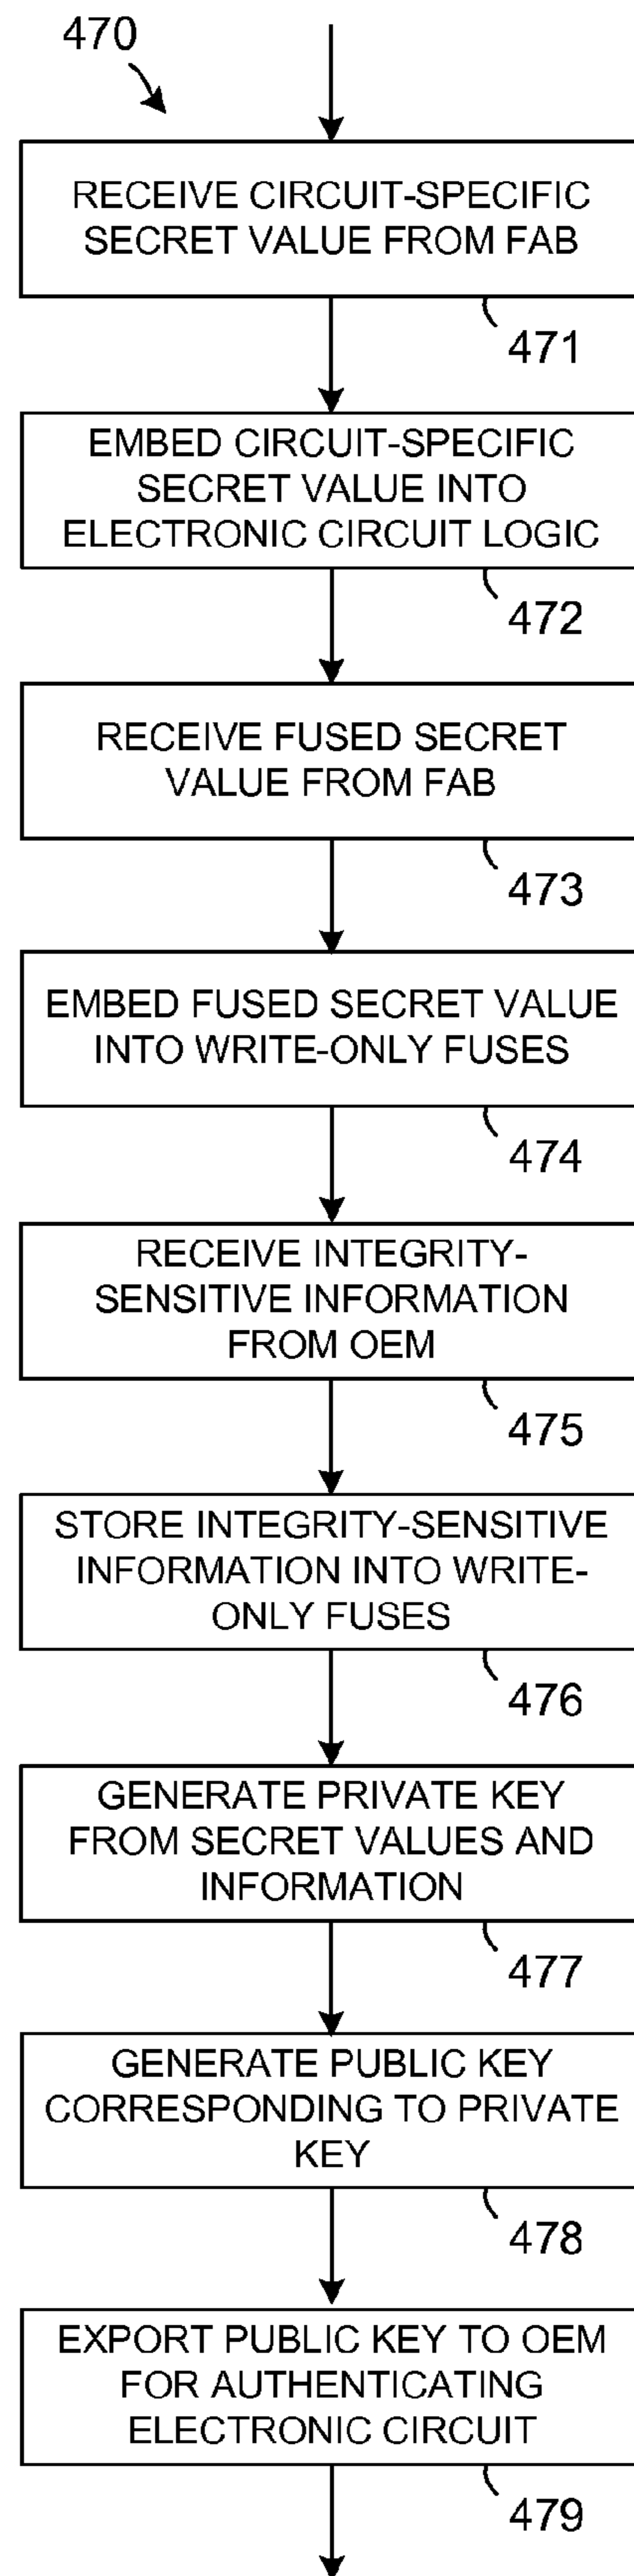 470
RECEIVE CIRCUIT-SPECIFIC
SECRET VALUE FROM FAB
471
EMBED CIRCUIT-SPECIFIC
SECRET VALUE INTO
ELECTRONIC CIRCUIT LOGIC
472
RECEIVE FUSED SECRET
VALUE FROM FAB
473
EMBED FUSED SECRET VALUE
INTO WRITE-ONLY FUSES
474
RECEIVE INTEGRITY-
SENSITIVE INFORMATION
FROM OEM
475
STORE INTEGRITY-SENSITIVE
INFORMATION INTO WRITE-
ONLY FUSES
476
GENERATE PRIVATE KEY
FROM SECRET VALUES AND
INFORMATION
477
GENERATE PUBLIC KEY
CORRESPONDING TO PRIVATE
KEY
478
EXPORT PUBLIC KEY TO OEM
FOR AUTHENTICATING
ELECTRONIC CIRCUIT
479